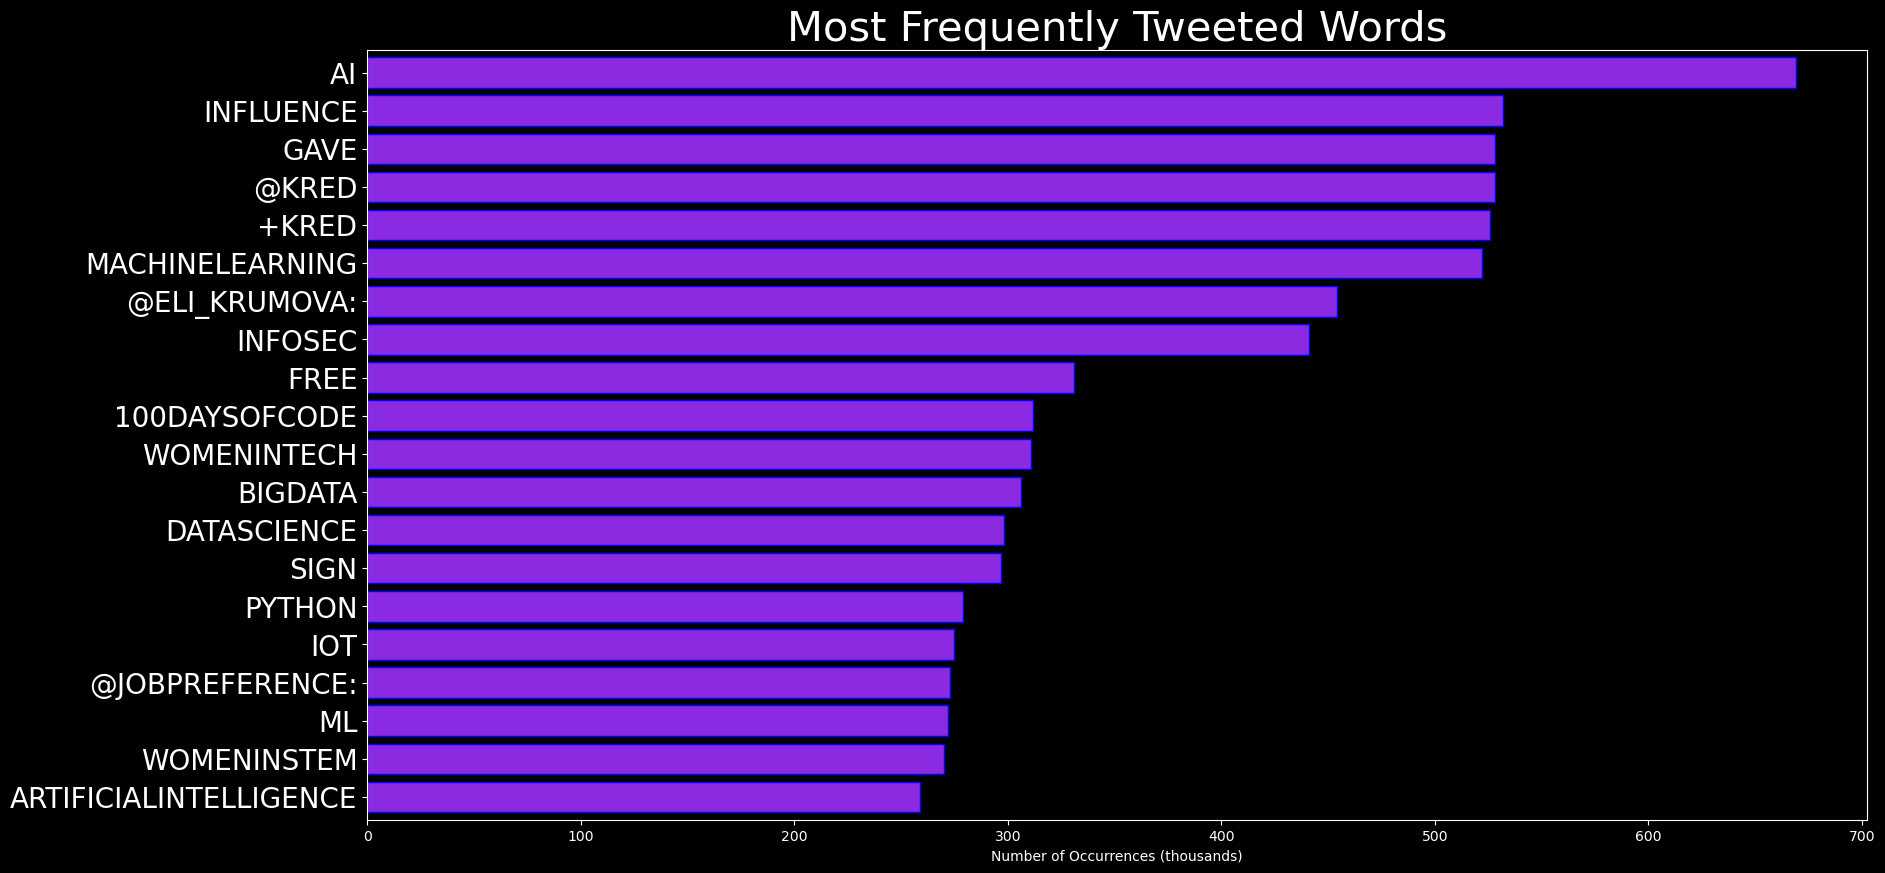 Most Frequently Tweeted Words
AI
INFLUENCE
GAVE
@KRED
+KRED
MACHINELEARNING
@ELI_KRUMOVA:
INFOSEC
FREE
100DAYSOFCODE
WOMENINTECH
BIGDATA
DATASCIENCE
SIGN
PYTHON
IOT
@JOBPREFERENCE:
ML
WOMENINSTEM
ARTIFICIALINTELLIGENCE
0 100 200 300 400 500 600 700
Number of Occurrences (thousands)